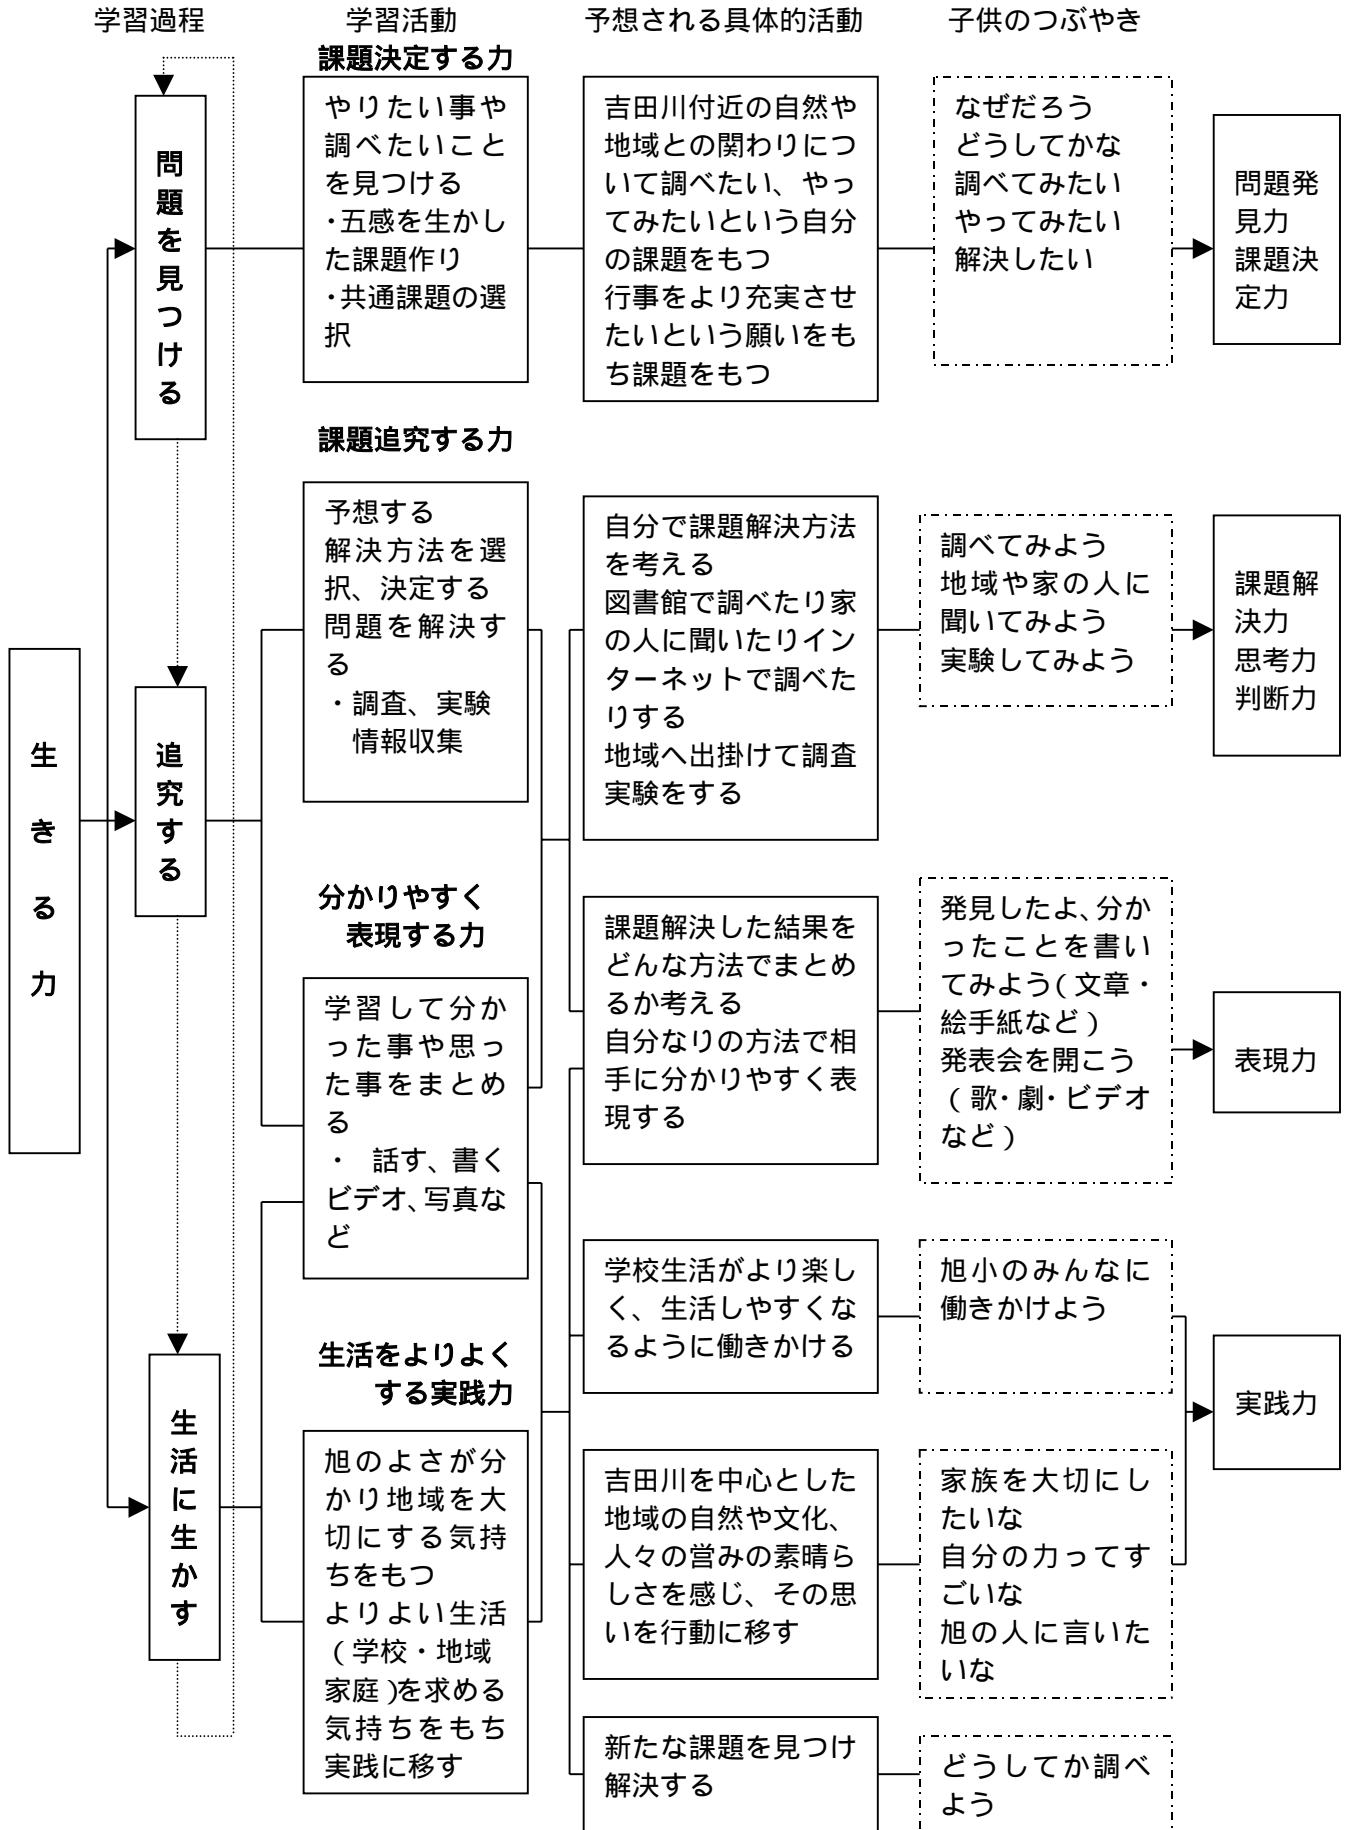 学習過程
学習活動
予想される具体的活動
子供のつぶやき
生きる力
問題を見つける
課題決定する力
やりたい事や
調べたいこと
を見つける
・五感を生かし
た課題作り
・共通課題の選
択
吉田川付近の自然や
地域との関わりにつ
いて調べたい、やっ
てみたいという自分
の課題をもつ
行事をより充実させ
たいという願いをも
ち課題をもつ
なぜだろう
どうしてかな
調べてみたい
やってみたい
解決したい
問題発
見力
課題決
定力
追究する
課題追究する力
予想する
解決方法を選
択、決定する
問題を解決す
る
・調査、実験
情報収集
自分で課題解決方法
を考える
図書館で調べたり家
の人に聞いたりイン
ターネットで調べた
りする
地域へ出掛けて調査
実験をする
調べてみよう
地域や家の人に
聞いてみよう
実験してみよう
課題解
決力
思考力
判断力
分かりやすく
表現する力
学習して分か
った事や思っ
た事をまとめ
る
・ 話す、書く
ビデオ、写真な
ど
課題解決した結果を
どんな方法でまとめ
るか考える
自分なりの方法で相
手に分かりやすく表
現する
発見したよ、分か
ったことを書い
てみよう(文章・
絵手紙など)
発表会を開こう
(歌・劇・ビデオ
など)
表現力
生活に生かす
生活をよりよく
する実践力
旭のよさが分
かり地域を大
切にする気持
ちをもつ
よりよい生活
(学校・地域
家庭)を求める
気持ちをもち
実践に移す
学校生活がより楽し
く、生活しやすくな
るように働きかける
旭小のみんなに
働きかけよう
実践力
吉田川を中心とした
地域の自然や文化、
人々の営みの素晴ら
しさを感じ、その思
いを行動に移す
家族を大切にし
たいな
自分の力ってす
ごいな
旭の人に言いた
いな
新たな課題を見つけ
解決する
どうしてか調べ
よう